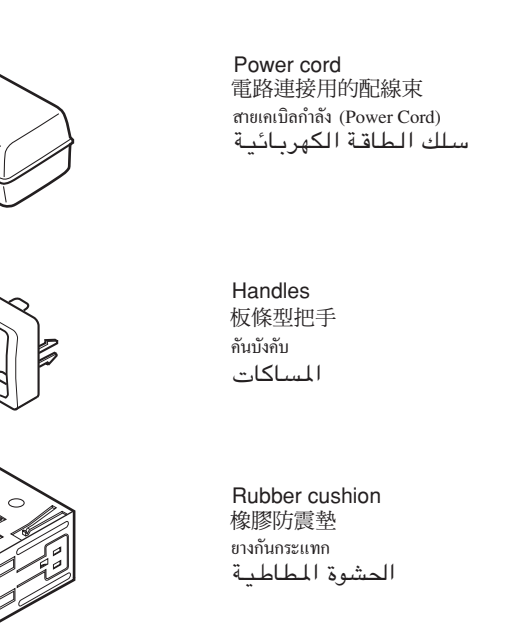 Power cord
電路連接用的配線束
สายเคเบิลกำลัง (Power Cord)
سلك الطاقة الكهربائية
Handles
板條型把手
คันบังคับ
المساكات
Rubber cushion
橡膠防震墊
ยางกันกระแทก
الحشوة المطاطية